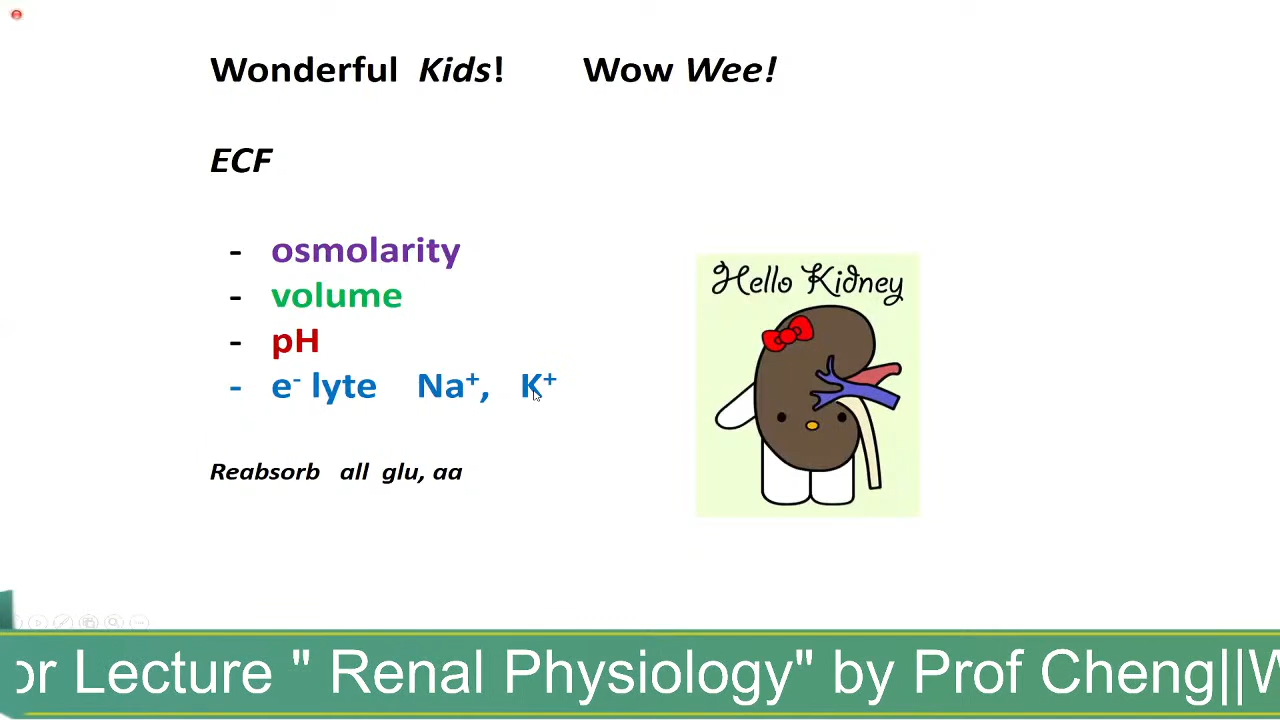 Wonderful Kids! Wow Wee!
ECF
- osmolarity
- volume
- pH
- e⁻ lyte Na⁺, K⁺
Reabsorb all glu, aa
Hello Kidney
Lecture " Renal Physiology" by Prof Cheng||